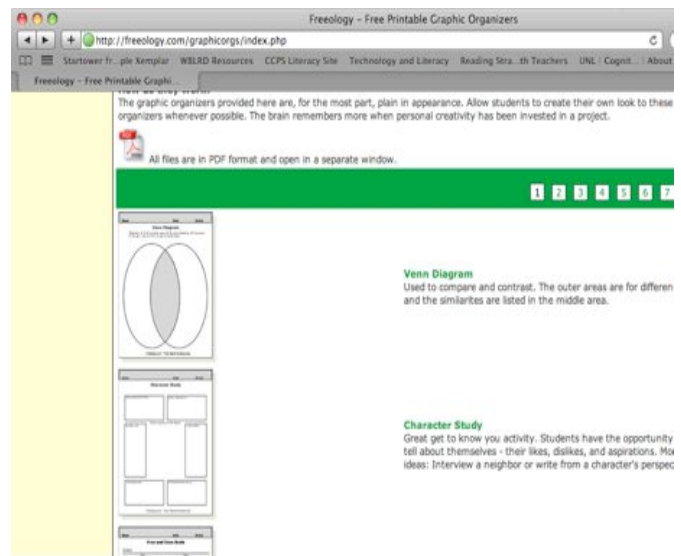 Freeology – Free Printable Graphic Organizers
http://freeology.com/graphicorgs/index.php
Startower fr...ple Xemplar WBLRD Resources CCPS Literacy Site Technology and Literacy Reading Stra...th Teachers UNL | Cognit... | About
Freeology – Free Printable Graphi...
How do they work?
The graphic organizers provided here are, for the most part, plain in appearance. Allow students to create their own look to these
organizers whenever possible. The brain remembers more when personal creativity has been invested in a project.
All files are in PDF format and open in a separate window.
1 2 3 4 5 6 7
Venn Diagram
Venn Diagram
Used to compare and contrast. The outer areas are for differen
and the similarites are listed in the middle area.
Character Study
Character Study
Great get to know you activity. Students have the opportunity
tell about themselves - their likes, dislikes, and aspirations. Mo
ideas: Interview a neighbor or write from a character's perspec